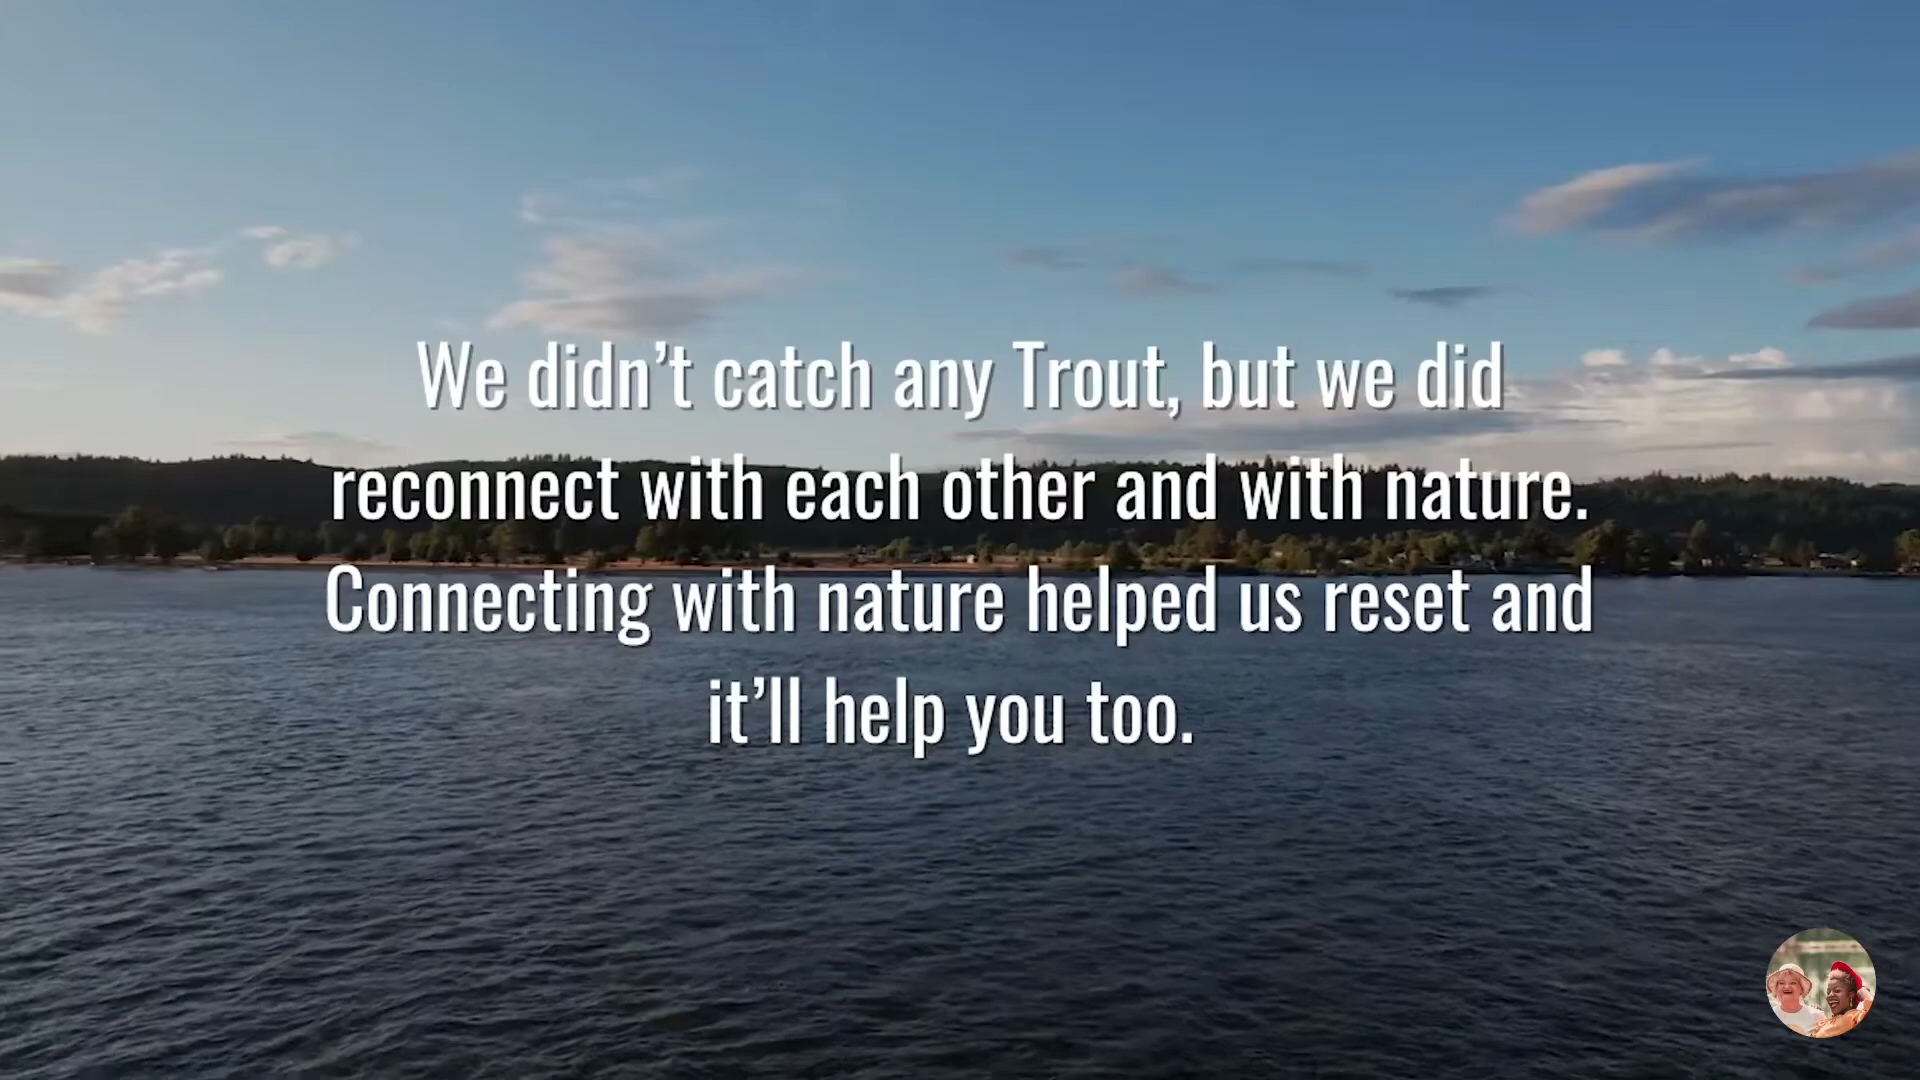 We didn’t catch any Trout, but we did
reconnect with each other and with nature.
Connecting with nature helped us reset and
it’ll help you too.